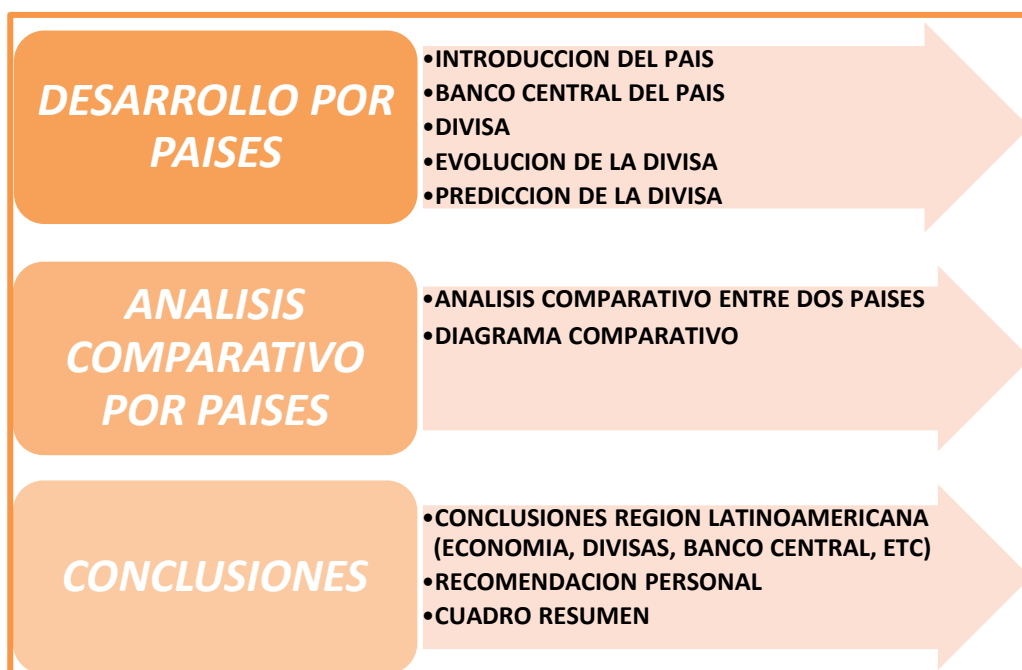 DESARROLLO POR
PAISES
•INTRODUCCION DEL PAIS
•BANCO CENTRAL DEL PAIS
•DIVISA
•EVOLUCION DE LA DIVISA
•PREDICCION DE LA DIVISA
ANALISIS
COMPARATIVO
POR PAISES
•ANALISIS COMPARATIVO ENTRE DOS PAISES
•DIAGRAMA COMPARATIVO
CONCLUSIONES
•CONCLUSIONES REGION LATINOAMERICANA
(ECONOMIA, DIVISAS, BANCO CENTRAL, ETC)
•RECOMENDACION PERSONAL
•CUADRO RESUMEN